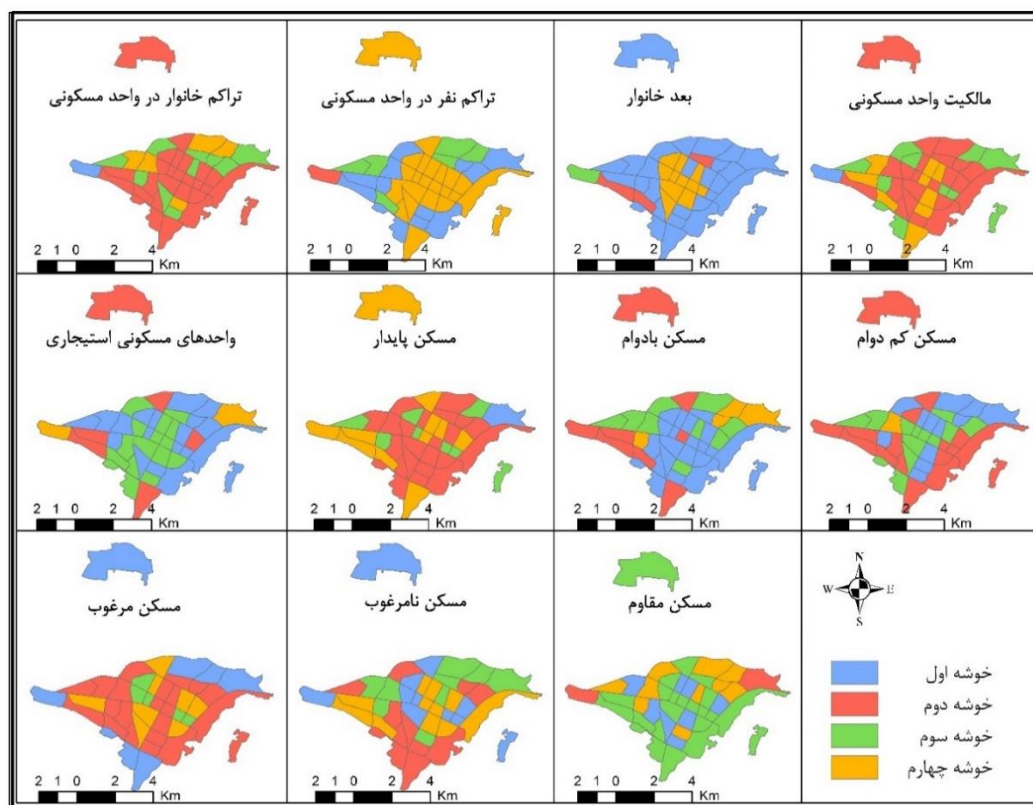 تراکم خانوار در واحد مسکونی
2 1 0 2 4
Km
تراکم نفر در واحد مسکونی
2 1 0 2 4
Km
بعد خانوار
2 1 0 2 4
Km
مالکیت واحد مسکونی
2 1 0 2 4
Km
واحدهای مسکونی استیجاری
2 1 0 2 4
Km
مسکن پایدار
2 1 0 2 4
Km
مسکن بادوام
2 1 0 2 4
Km
مسکن کم دوام
2 1 0 2 4
Km
مسکن مرغوب
2 1 0 2 4
Km
مسکن نامرغوب
2 1 0 2 4
Km
مسکن مقاوم
2 1 0 2 4
Km
N
W E
S
خوشه اول
خوشه دوم
خوشه سوم
خوشه چهارم